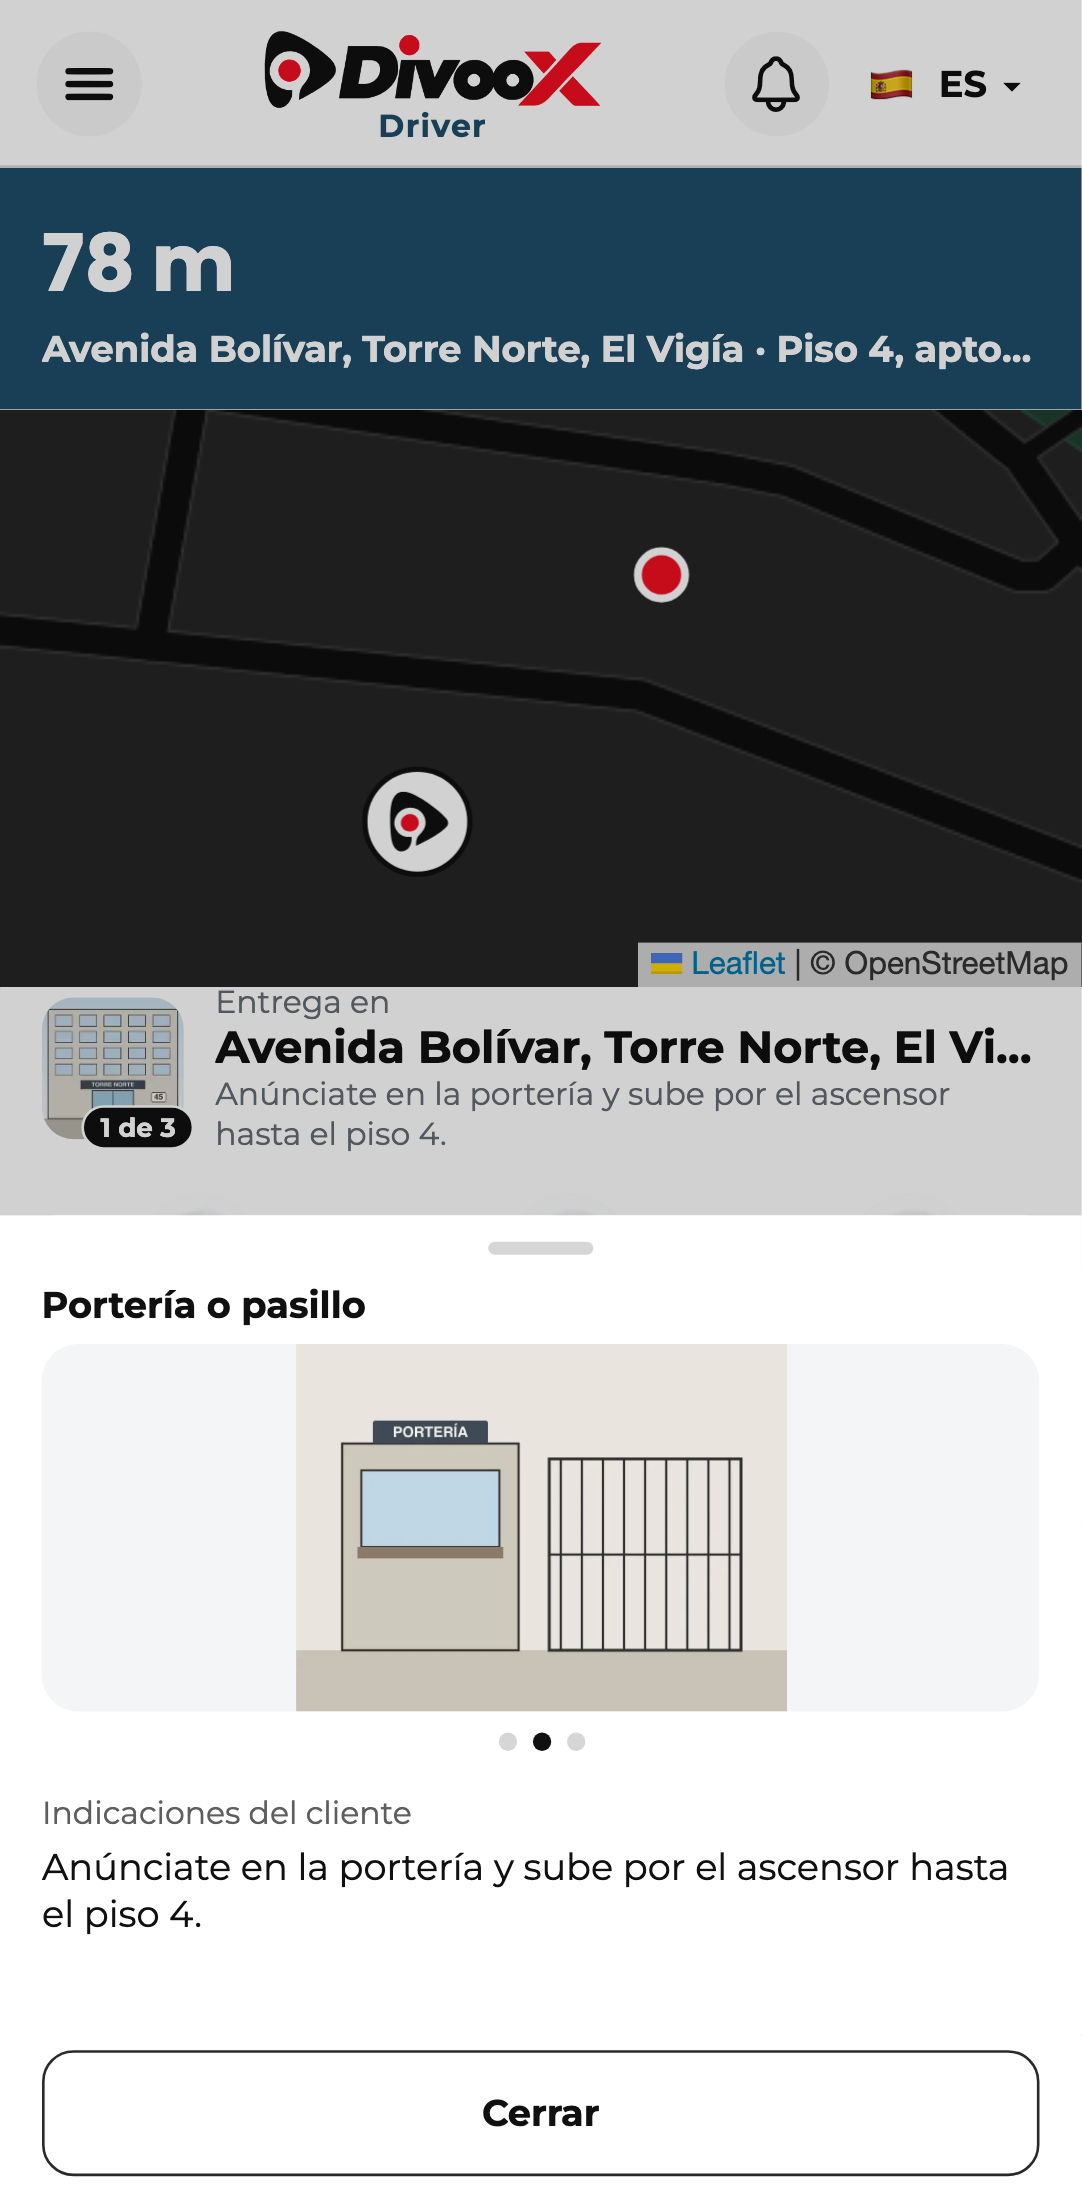 DivooX
Driver
ES
78 m
Avenida Bolívar, Torre Norte, El Vigía · Piso 4, apto...
Leaflet | © OpenStreetMap
Entrega en
Avenida Bolívar, Torre Norte, El Vi...
Anúnciate en la portería y sube por el ascensor
hasta el piso 4.
TORRE NORTE
45
1 de 3
Portería o pasillo
PORTERÍA
Indicaciones del cliente
Anúnciate en la portería y sube por el ascensor hasta
el piso 4.
Cerrar